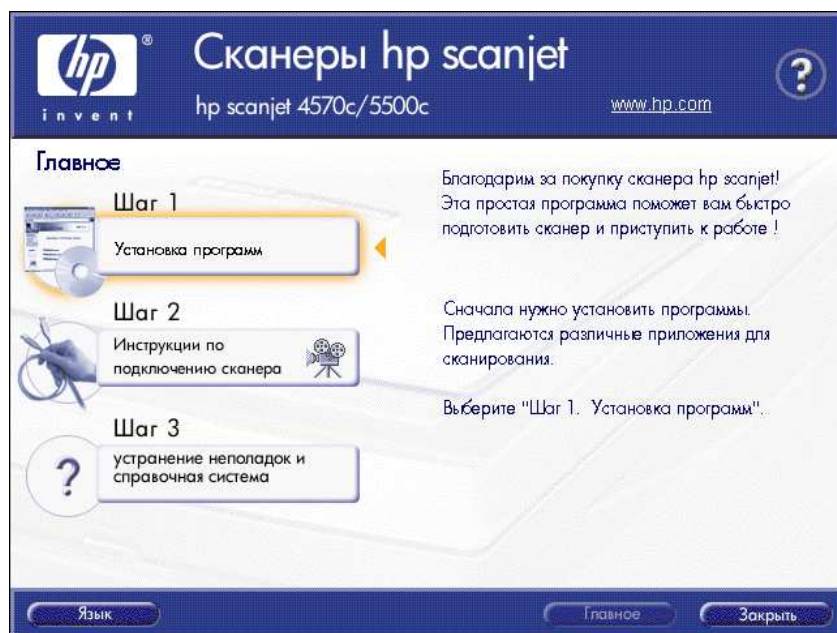 hp
®
invent
Сканеры hp scanjet
hp scanjet 4570c/5500c
www.hp.com
?
Главное
Шаг 1
Установка программ
Шаг 2
Инструкции по
подключению сканера
Шаг 3
?
устранение неполадок и
справочная система
Благодарим за покупку сканера hp scanjet!
Эта простая программа поможет вам быстро
подготовить сканер и приступить к работе !
Сначала нужно установить программы.
Предлагаются различные приложения для
сканирования.
Выберите "Шаг 1. Установка программ".
Язык
Главное
Закрыть